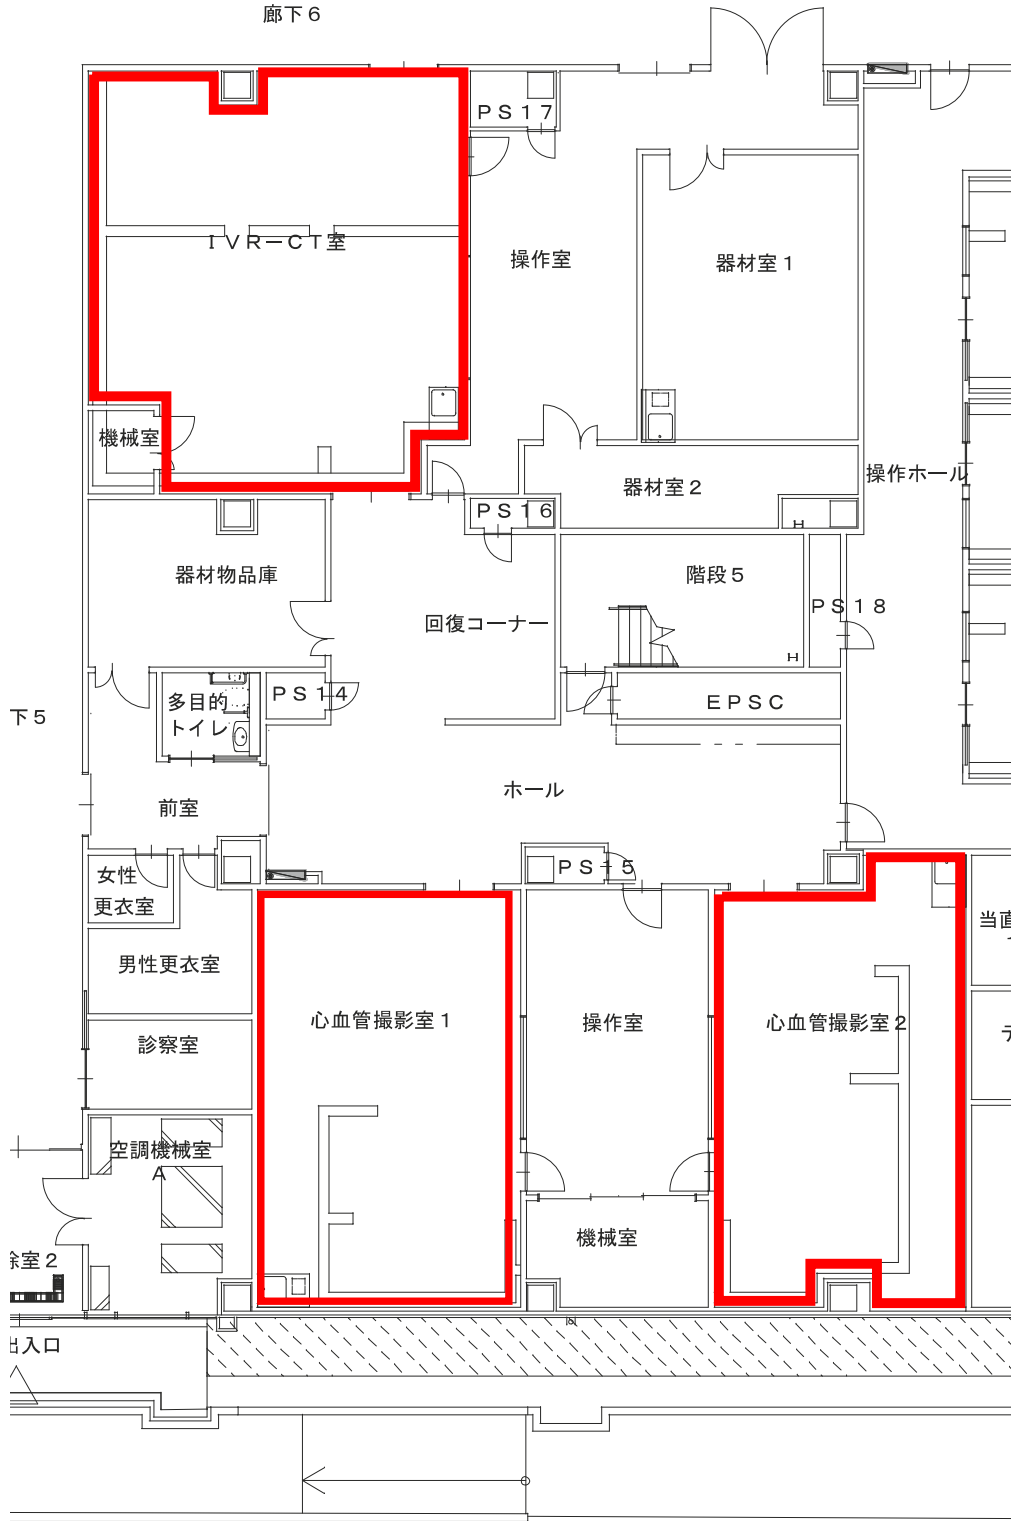 廊下6
PS17
IVR-CT室
操作室
器材室1
機械室
操作ホール
器材室2
PS16
器材物品庫
階段5
回復コーナー
PS18
PS14
多目的
トイレ
EPSC
下5
ホール
前室
PS15
女性
更衣室
当直
男性更衣室
心血管撮影室1
操作室
心血管撮影室2
診察室
空調機械室
A
機械室
室2
出入口